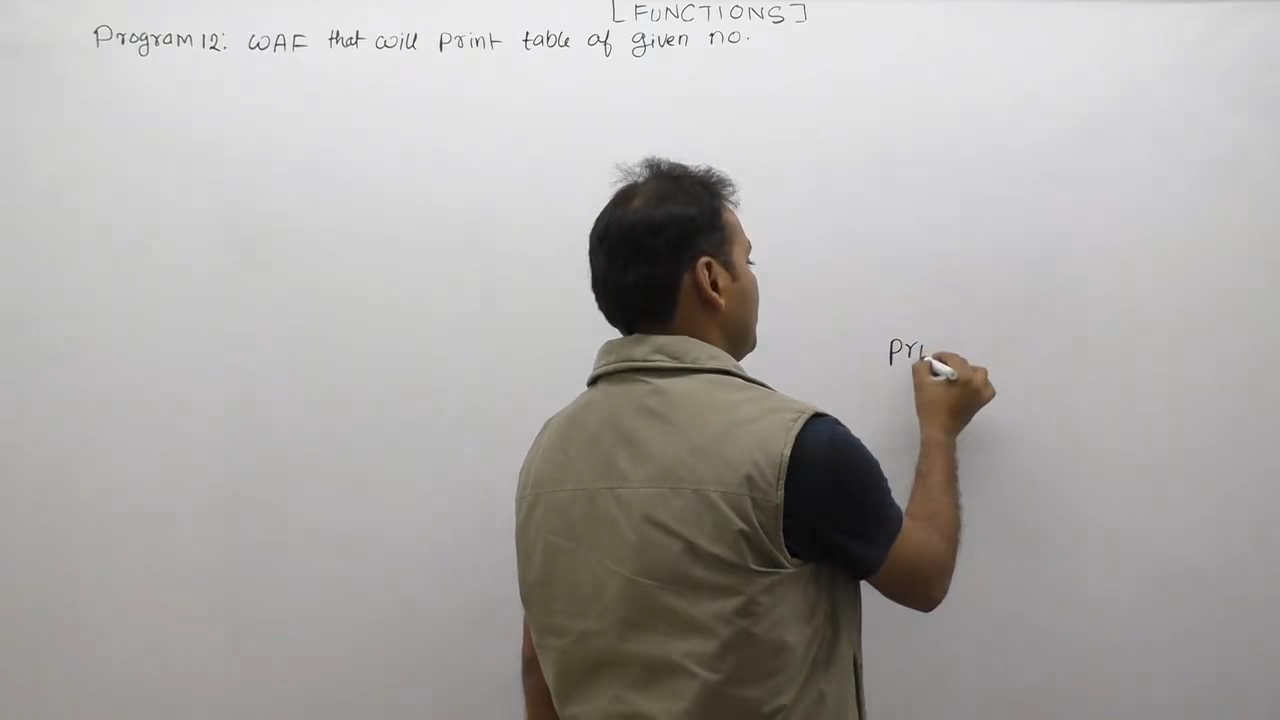 [FUNCTIONS]
Program 12: WAF that will print table of given no.
Pri